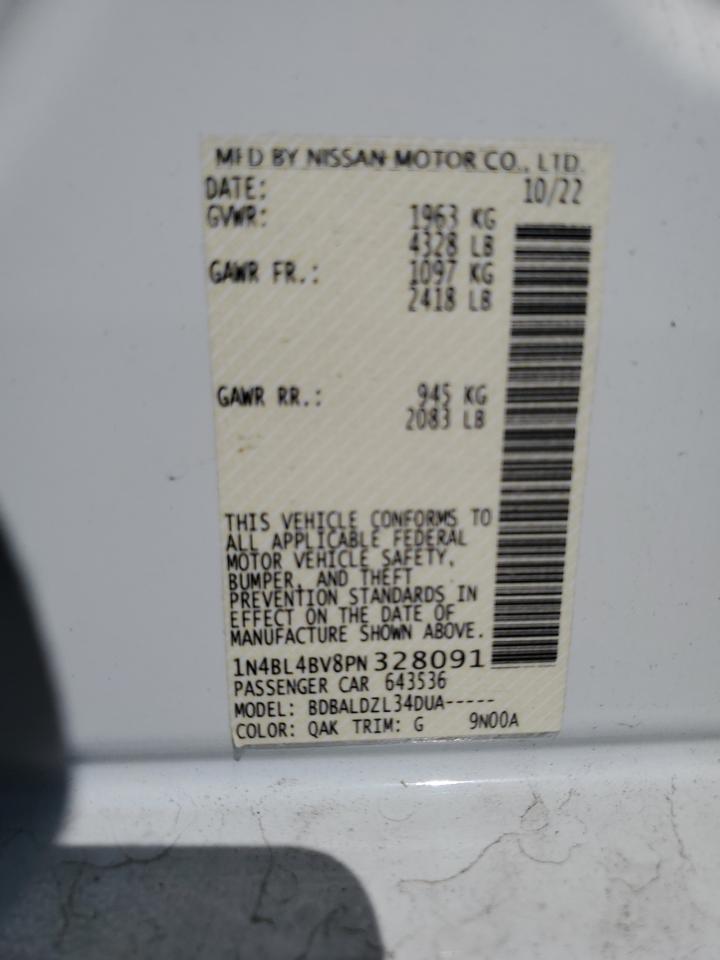 MFD BY NISSAN MOTOR CO., LTD.
DATE: 10/22
GVWR: 1963 KG
4328 LB
GAWR FR.: 1097 KG
2418 LB
GAWR RR.: 945 KG
2083 LB
THIS VEHICLE CONFORMS TO
ALL APPLICABLE FEDERAL
MOTOR VEHICLE SAFETY,
BUMPER, AND THEFT
PREVENTION STANDARDS IN
EFFECT ON THE DATE OF
MANUFACTURE SHOWN ABOVE.
1N4BL4BV8PN328091
PASSENGER CAR 643536
MODEL: BDBALDZL34DUA-----
COLOR: QAK TRIM: G 9N00A